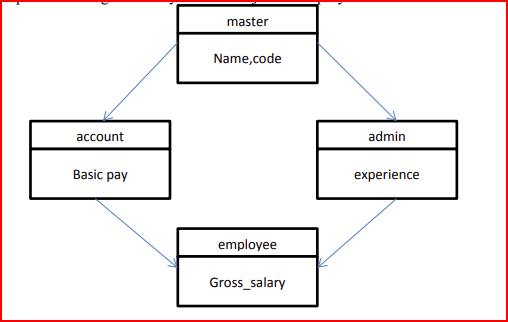 master
Name,code
account
admin
Basic pay
experience
employee
Gross_salary